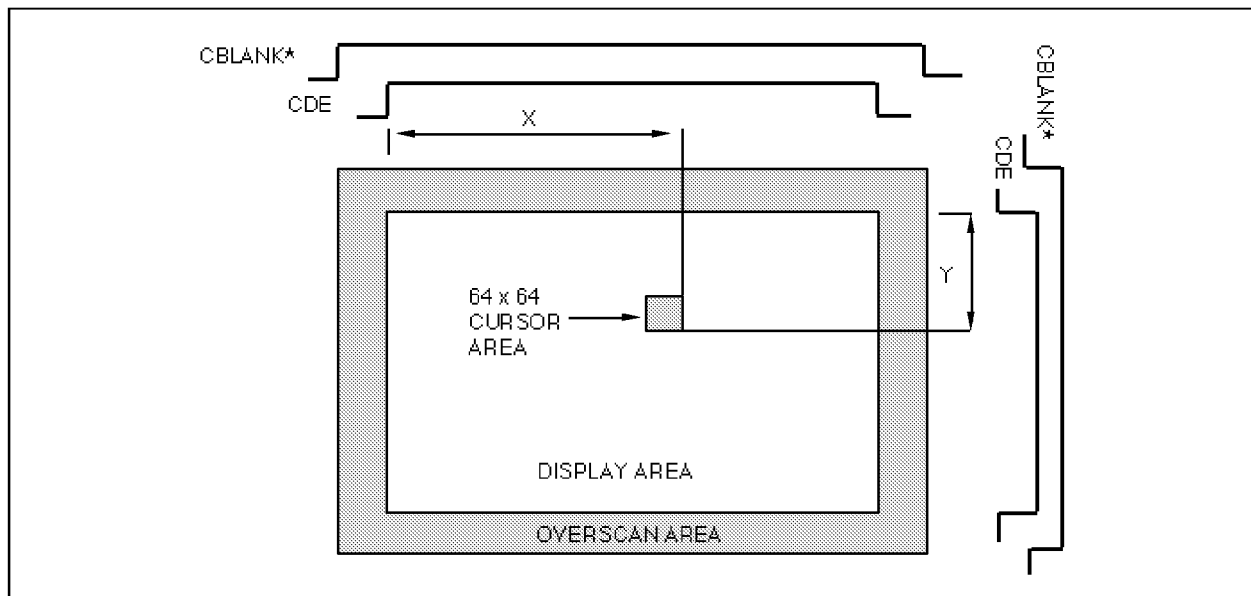 CBLANK*
CDE
X
CBLANK*
CDE
Y
64 x 64
CURSOR
AREA
DISPLAY AREA
OVERSCAN AREA